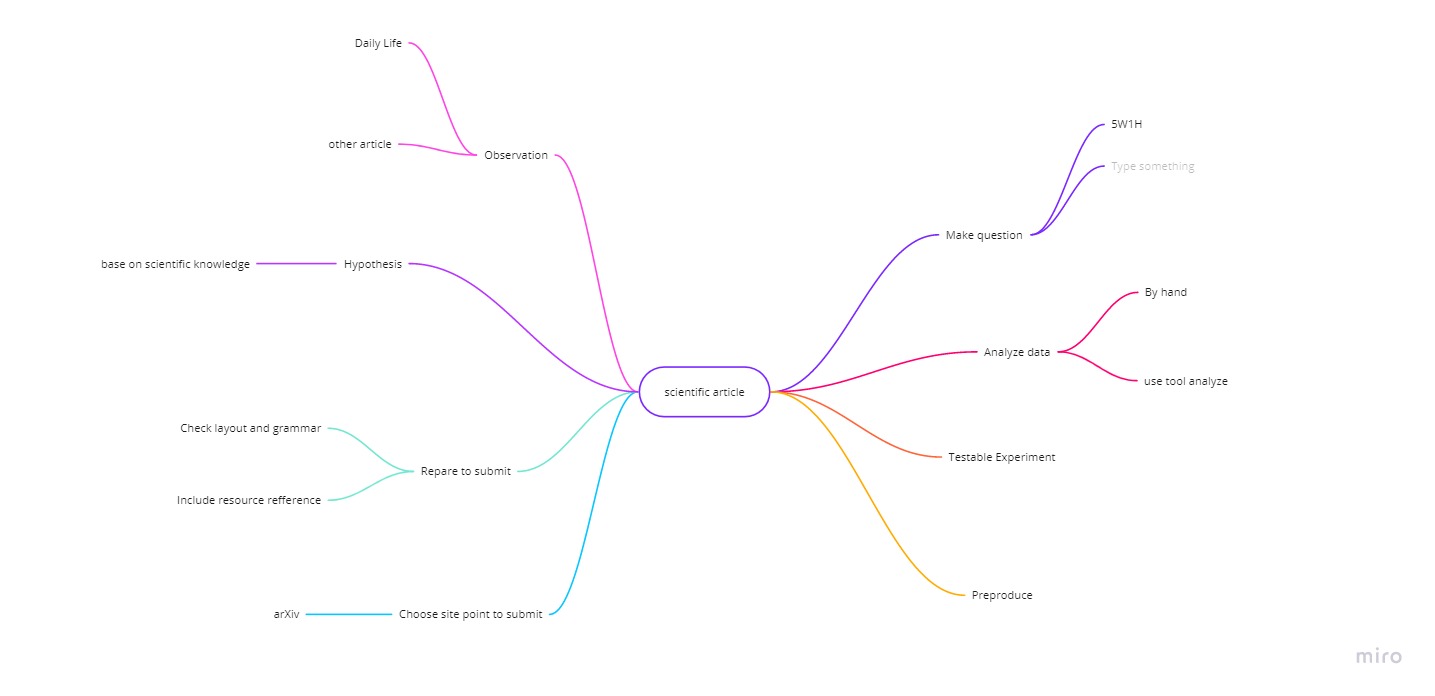 Daily Life
other article
Observation
base on scientific knowledge
Hypothesis
Check layout and grammar
Include resource refference
Repare to submit
arXiv
Choose site point to submit
scientific article
5W1H
Type something
Make question
By hand
Analyze data
use tool analyze
Testable Experiment
Preproduce
miro